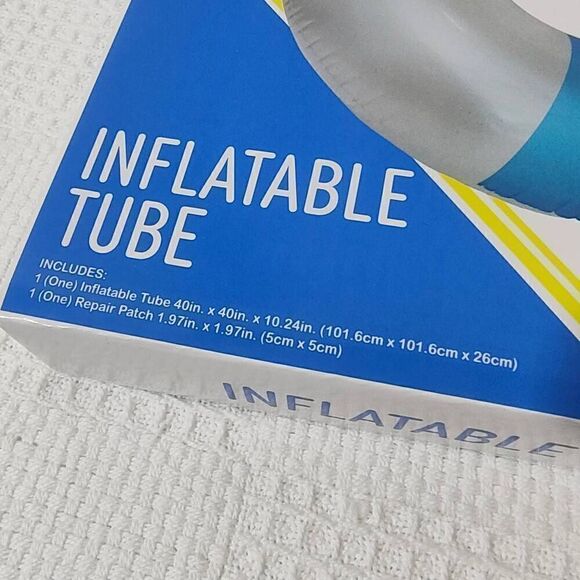 INFLATABLE
TUBE
INCLUDES:
1 (One) Inflatable Tube 40in. x 40in. x 10.24in. (101.6cm x 101.6cm x 26cm)
1 (One) Repair Patch 1.97in. x 1.97in. (5cm x 5cm)
INFLATABLE